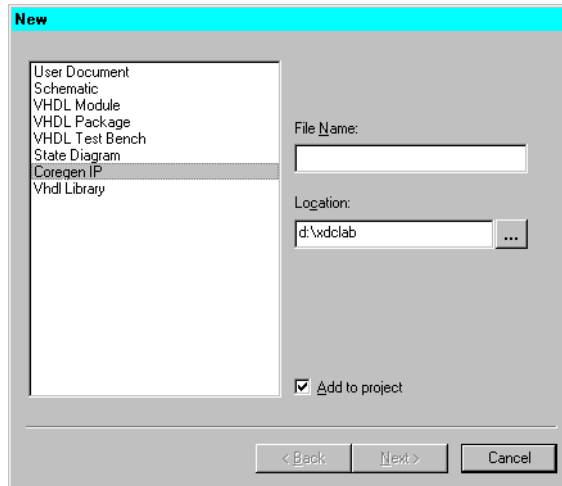 New
User Document
Schematic
VHDL Module
VHDL Package
VHDL Test Bench
State Diagram
Coregen IP
Vhdl Library
File Name:
Location:
d:\xdclab
...
Add to project
< Back
Next >
Cancel